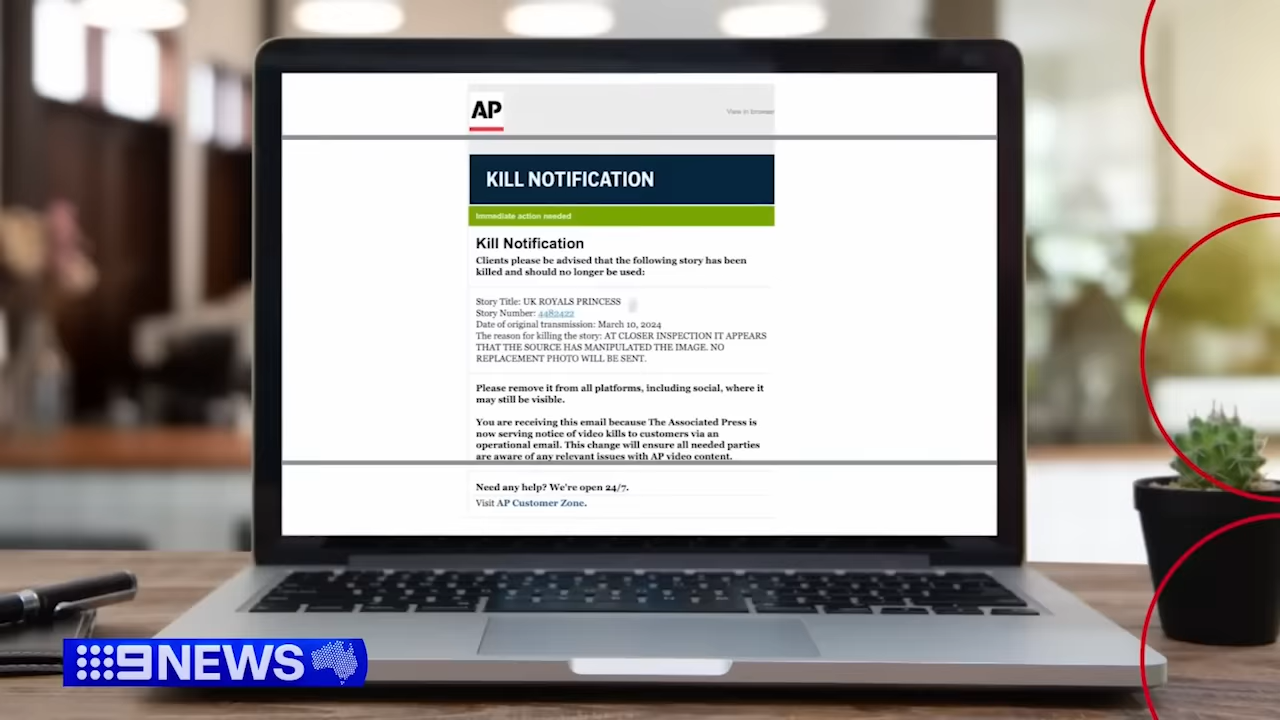 AP
View in browser
KILL NOTIFICATION
Immediate action needed
Kill Notification
Clients please be advised that the following story has been
killed and should no longer be used:
Story Title: UK ROYALS PRINCESS
Story Number: 4482422
Date of original transmission: March 10, 2024
The reason for killing the story: AT CLOSER INSPECTION IT APPEARS
THAT THE SOURCE HAS MANIPULATED THE IMAGE. NO
REPLACEMENT PHOTO WILL BE SENT.
Please remove it from all platforms, including social, where it
may still be visible.
You are receiving this email because The Associated Press is
now serving notice of video kills to customers via an
operational email. This change will ensure all needed parties
are aware of any relevant issues with AP video content.
Need any help? We're open 24/7.
Visit AP Customer Zone.
9NEWS